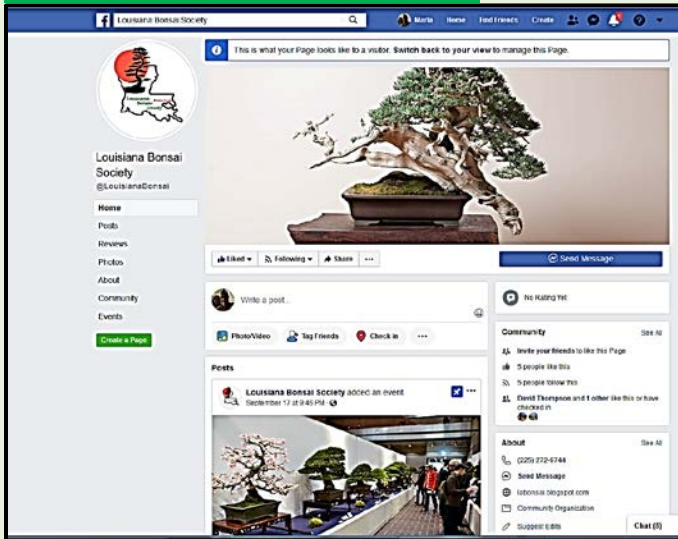 Louisiana Bonsai Society
Maria Home Find Friends Create
This is what your Page looks like to a visitor. Switch back to your view to manage this Page.
Louisiana Bonsai
Society
@LouisianaBonsai
Home
Posts
Reviews
Photos
About
Community
Events
Create a Page
Liked Following Share
Send Message
Write a post...
Photo/Video Tag Friends Check in
Posts
Louisiana Bonsai Society added an event
September 17 at 9:45 PM
No Rating Yet
Community See All
Invite your friends to like this Page
5 people like this
5 people follow this
David Thompson and 1 other like this or have
checked in
About See All
(225) 272-6744
Send Message
labonsai.blogspot.com
Community Organization
Suggest Edits
Chat (8)